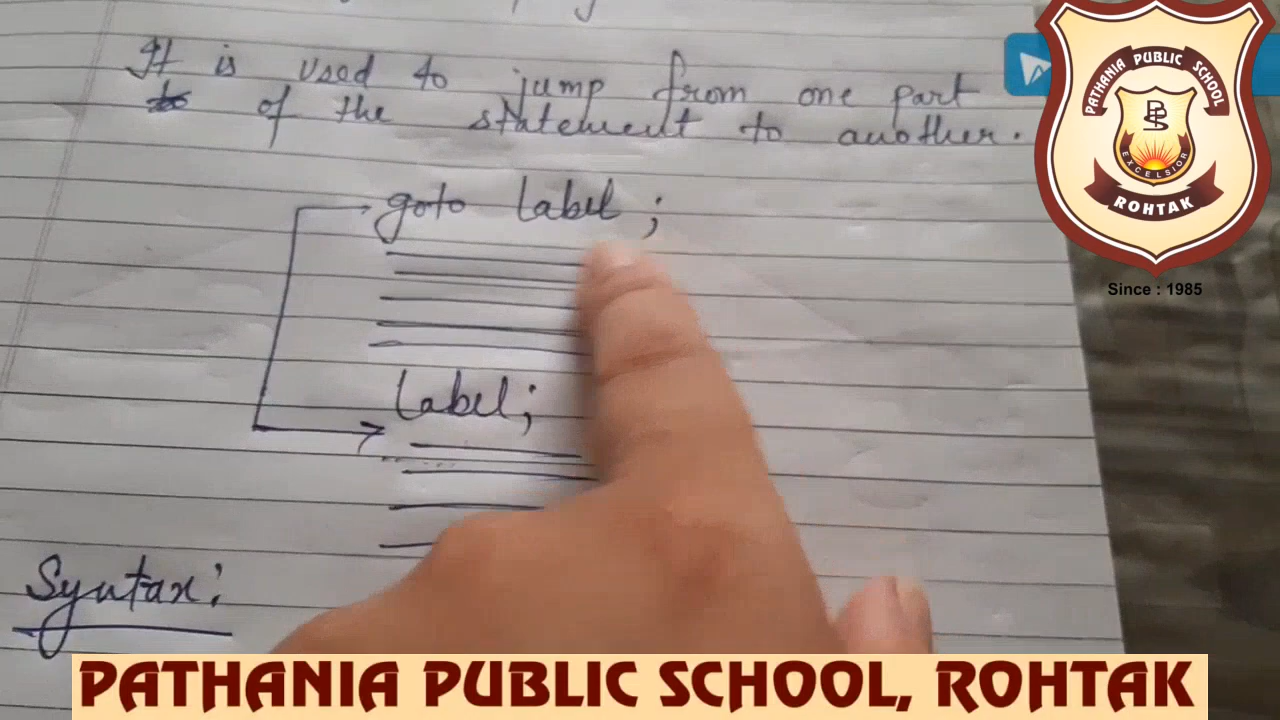 It is used to jump from one part
of the statement to another.
goto label ;
label;
Syntax:
PATHANIA PUBLIC SCHOOL
PBS
EXCELSIOR
ROHTAK
Since : 1985
PATHANIA PUBLIC SCHOOL, ROHTAK